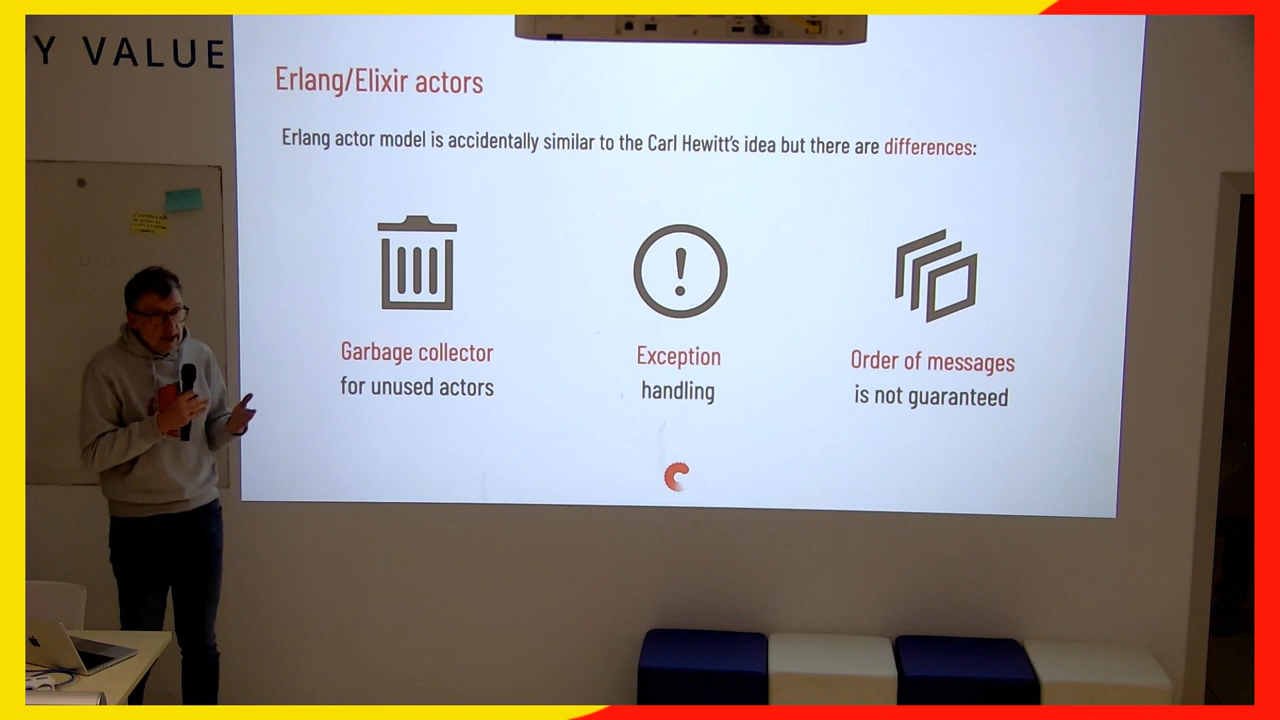 Y VALUE
Erlang/Elixir actors
Erlang actor model is accidentally similar to the Carl Hewitt's idea but there are differences:
Garbage collector
for unused actors
Exception
handling
Order of messages
is not guaranteed